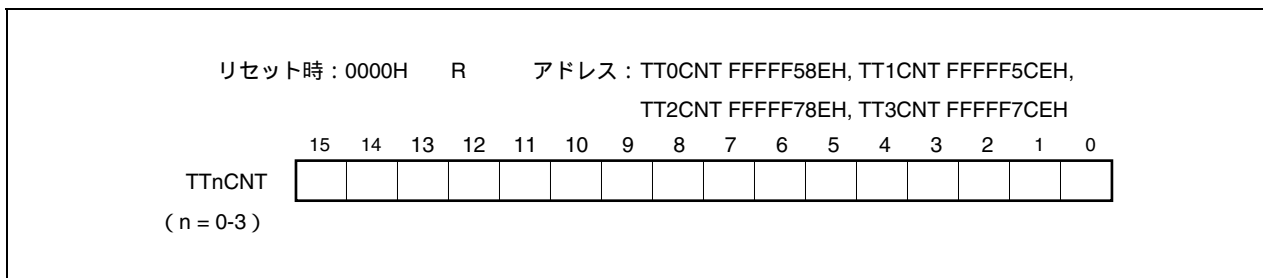 リセット時：0000H R アドレス：TT0CNT FFFFF58EH, TT1CNT FFFFF5CEH,
TT2CNT FFFFF78EH, TT3CNT FFFFF7CEH
15 14 13 12 11 10 9 8 7 6 5 4 3 2 1 0
TTnCNT
（n = 0-3）